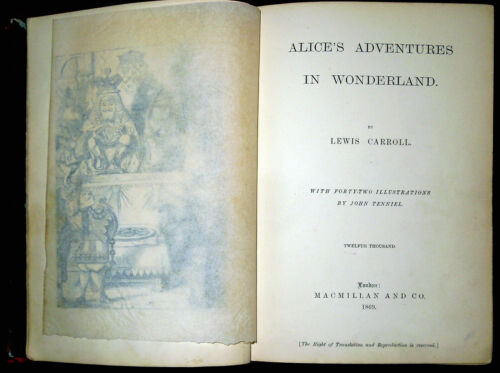 ALICE'S ADVENTURES
IN WONDERLAND.
BY
LEWIS CARROLL.
WITH FORTY-TWO ILLUSTRATIONS
BY JOHN TENNIEL.
TWELFTH THOUSAND
London:
MACMILLAN AND CO.
1869.
[The Right of Translation and Reproduction is reserved.]